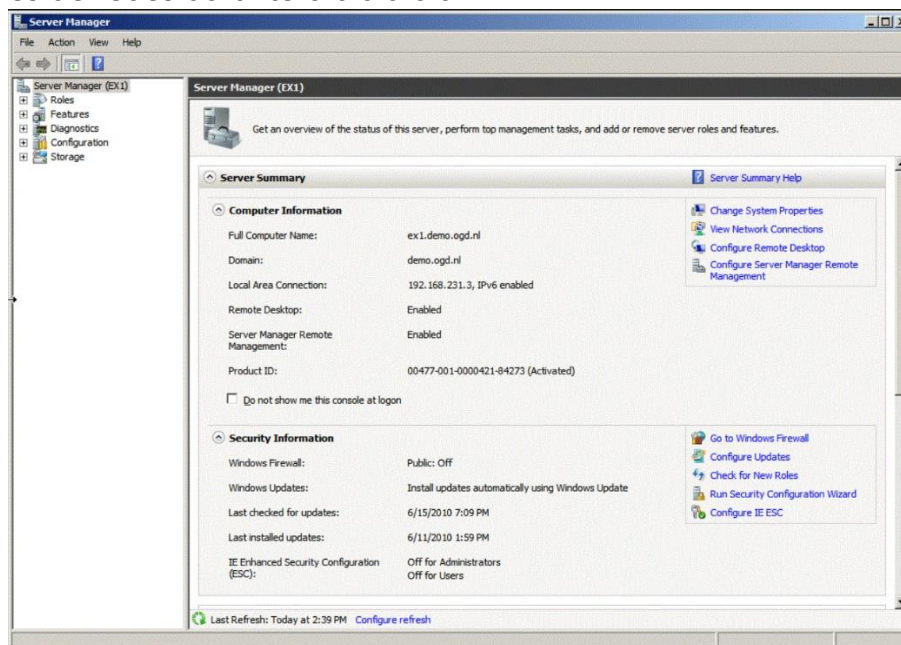 Server Manager
File Action View Help
Server Manager (EX1)
Roles
Features
Diagnostics
Configuration
Storage
Server Manager (EX1)
Get an overview of the status of this server, perform top management tasks, and add or remove server roles and features.
Server Summary
Server Summary Help
Computer Information
Full Computer Name: ex1.demo.ogd.nl
Domain: demo.ogd.nl
Local Area Connection: 192.168.231.3, IPv6 enabled
Remote Desktop: Enabled
Server Manager Remote Enabled
Management:
Product ID: 00477-001-0000421-84273 (Activated)
Do not show me this console at logon
Change System Properties
View Network Connections
Configure Remote Desktop
Configure Server Manager Remote
Management
Security Information
Windows Firewall: Public: Off
Windows Updates: Install updates automatically using Windows Update
Last checked for updates: 6/15/2010 7:09 PM
Last installed updates: 6/11/2010 1:59 PM
IE Enhanced Security Configuration Off for Administrators
(ESC): Off for Users
Go to Windows Firewall
Configure Updates
Check for New Roles
Run Security Configuration Wizard
Configure IE ESC
Last Refresh: Today at 2:39 PM Configure refresh